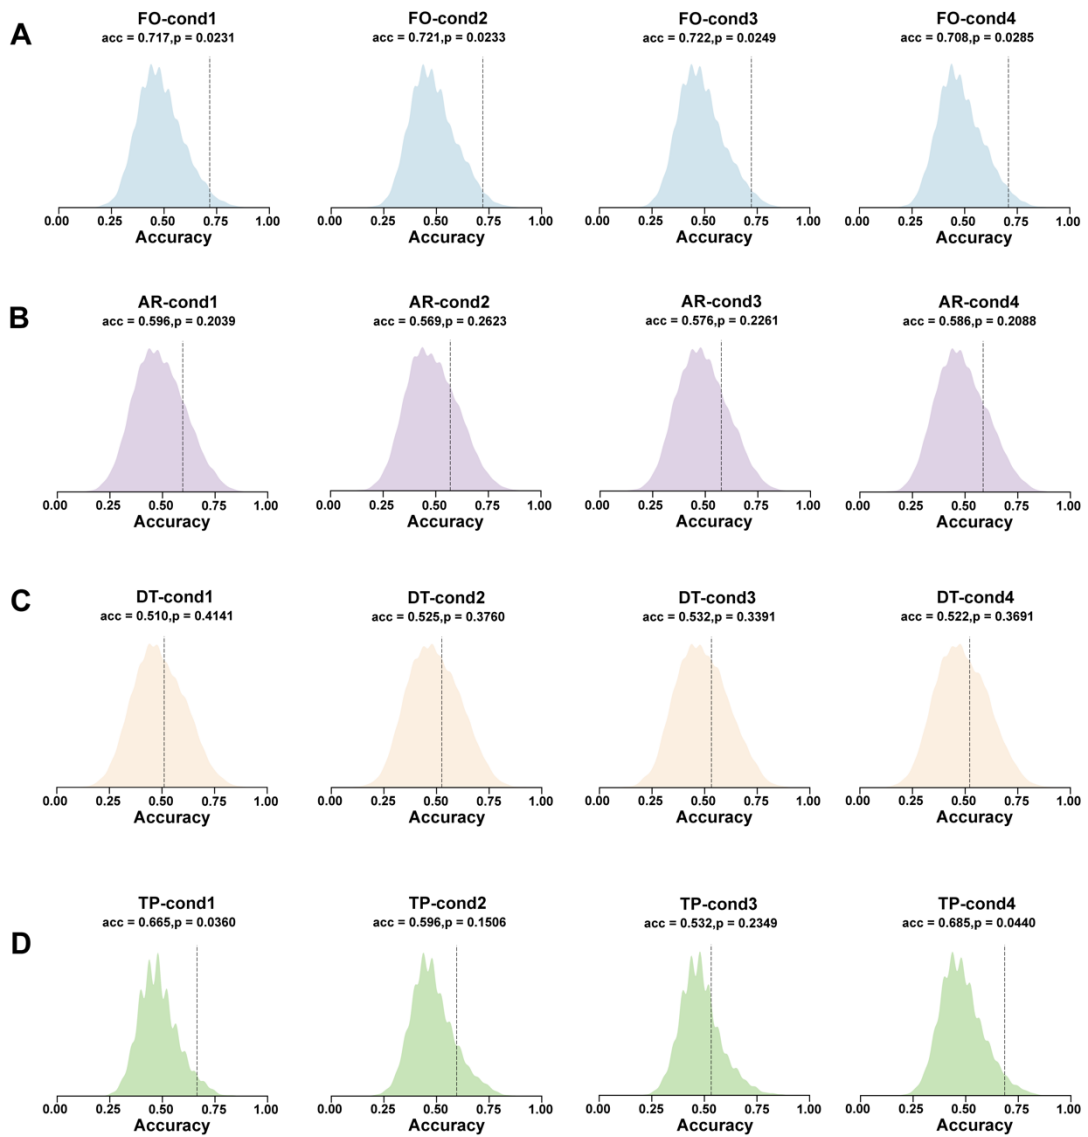 A
FO-cond1
acc = 0.717,p = 0.0231
0.00 0.25 0.50 0.75 1.00
Accuracy
FO-cond2
acc = 0.721,p = 0.0233
0.00 0.25 0.50 0.75 1.00
Accuracy
FO-cond3
acc = 0.722,p = 0.0249
0.00 0.25 0.50 0.75 1.00
Accuracy
FO-cond4
acc = 0.708,p = 0.0285
0.00 0.25 0.50 0.75 1.00
Accuracy
B
AR-cond1
acc = 0.596,p = 0.2039
0.00 0.25 0.50 0.75 1.00
Accuracy
AR-cond2
acc = 0.569,p = 0.2623
0.00 0.25 0.50 0.75 1.00
Accuracy
AR-cond3
acc = 0.576,p = 0.2261
0.00 0.25 0.50 0.75 1.00
Accuracy
AR-cond4
acc = 0.586,p = 0.2088
0.00 0.25 0.50 0.75 1.00
Accuracy
C
DT-cond1
acc = 0.510,p = 0.4141
0.00 0.25 0.50 0.75 1.00
Accuracy
DT-cond2
acc = 0.525,p = 0.3760
0.00 0.25 0.50 0.75 1.00
Accuracy
DT-cond3
acc = 0.532,p = 0.3391
0.00 0.25 0.50 0.75 1.00
Accuracy
DT-cond4
acc = 0.522,p = 0.3691
0.00 0.25 0.50 0.75 1.00
Accuracy
D
TP-cond1
acc = 0.665,p = 0.0360
0.00 0.25 0.50 0.75 1.00
Accuracy
TP-cond2
acc = 0.596,p = 0.1506
0.00 0.25 0.50 0.75 1.00
Accuracy
TP-cond3
acc = 0.532,p = 0.2349
0.00 0.25 0.50 0.75 1.00
Accuracy
TP-cond4
acc = 0.685,p = 0.0440
0.00 0.25 0.50 0.75 1.00
Accuracy